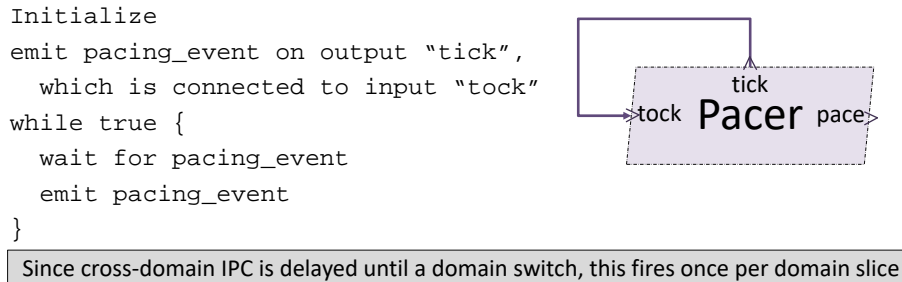 Initialize
emit pacing_event on output “tick”,
which is connected to input “tock”
while true {
wait for pacing_event
emit pacing_event
}
tick
tock Pacer pace
Since cross-domain IPC is delayed until a domain switch, this fires once per domain slice